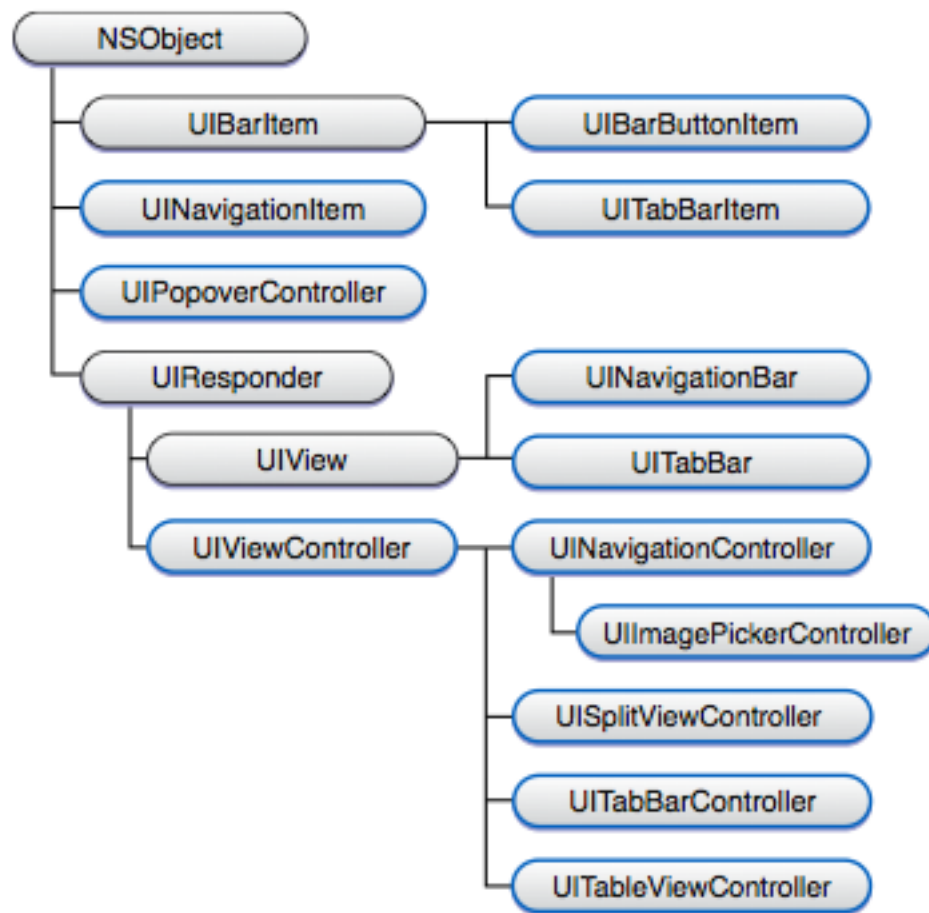 NSObject
UIBarItem
UIBarButtonItem
UINavigationItem
UITabBarItem
UIPopoverController
UIResponder
UINavigationBar
UIView
UITabBar
UIViewController
UINavigationController
UIImagePickerController
UISplitViewController
UITabBarController
UITableViewController